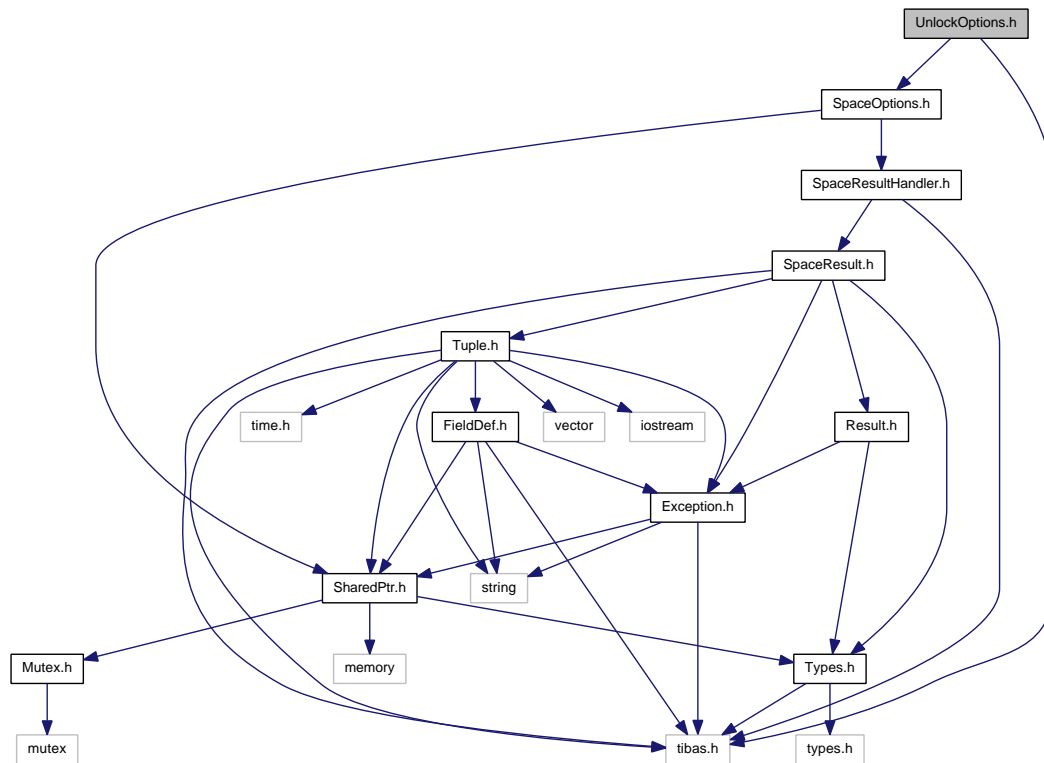 UnlockOptions.h
SpaceOptions.h
SpaceResultHandler.h
SpaceResult.h
Tuple.h
time.h
FieldDef.h
vector
iostream
Result.h
Exception.h
SharedPtr.h
string
Mutex.h
memory
Types.h
mutex
tibas.h
types.h